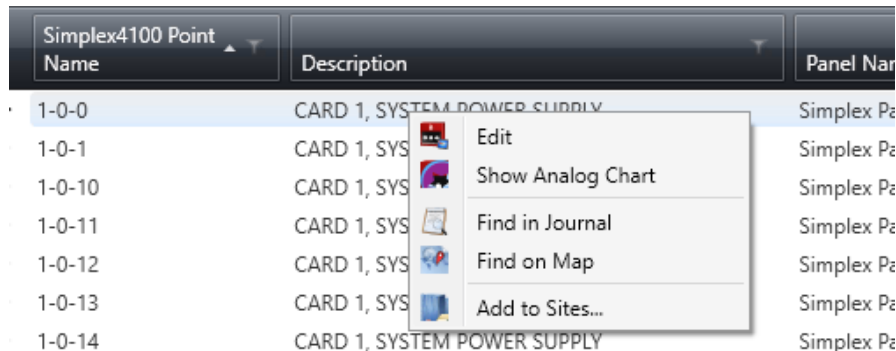 Simplex4100 Point
Name
Description
Panel Nar
1-0-0
CARD 1, SYSTEM POWER SUPPLY
Simplex Pa
1-0-1
CARD 1, SYS
Simplex Pa
1-0-10
CARD 1, SYS
Simplex Pa
1-0-11
CARD 1, SYS
Simplex Pa
1-0-12
CARD 1, SYS
Simplex Pa
1-0-13
CARD 1, SYS
Simplex Pa
1-0-14
CARD 1, SYSTEM POWER SUPPLY
Simplex Pa
Edit
Show Analog Chart
Find in Journal
Find on Map
Add to Sites...